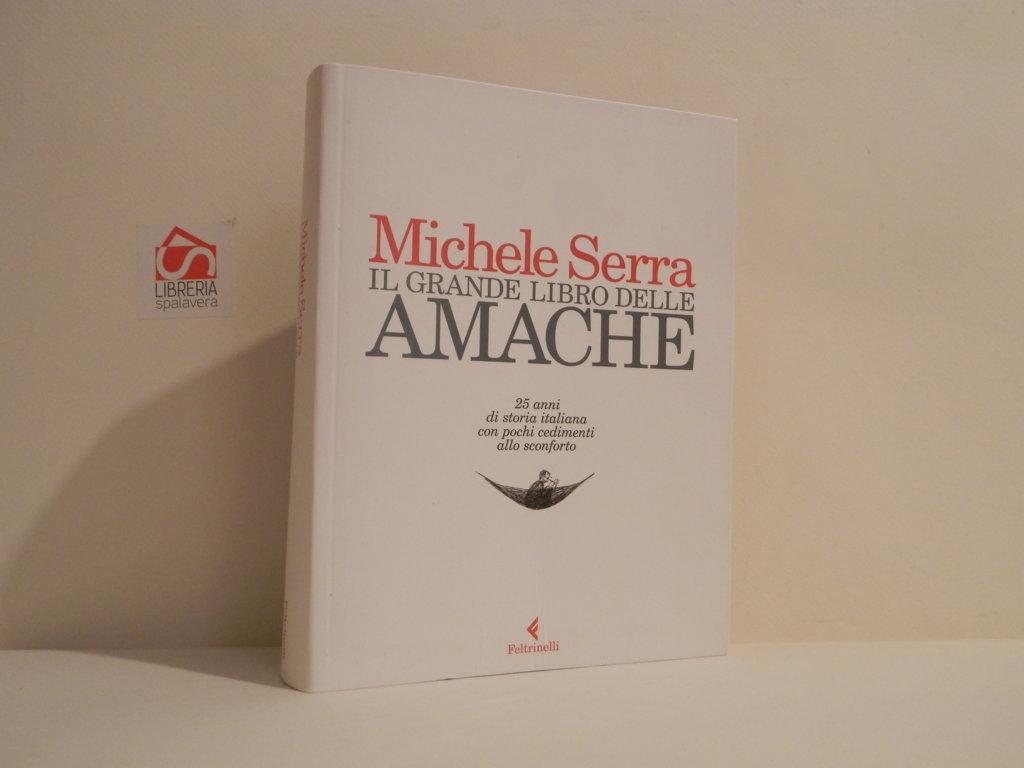 LIBRERIA
spalavera
Michele Serra
Michele Serra
IL GRANDE LIBRO DELLE
AMACHE
25 anni
di storia italiana
con pochi cedimenti
allo sconforto
Feltrinelli